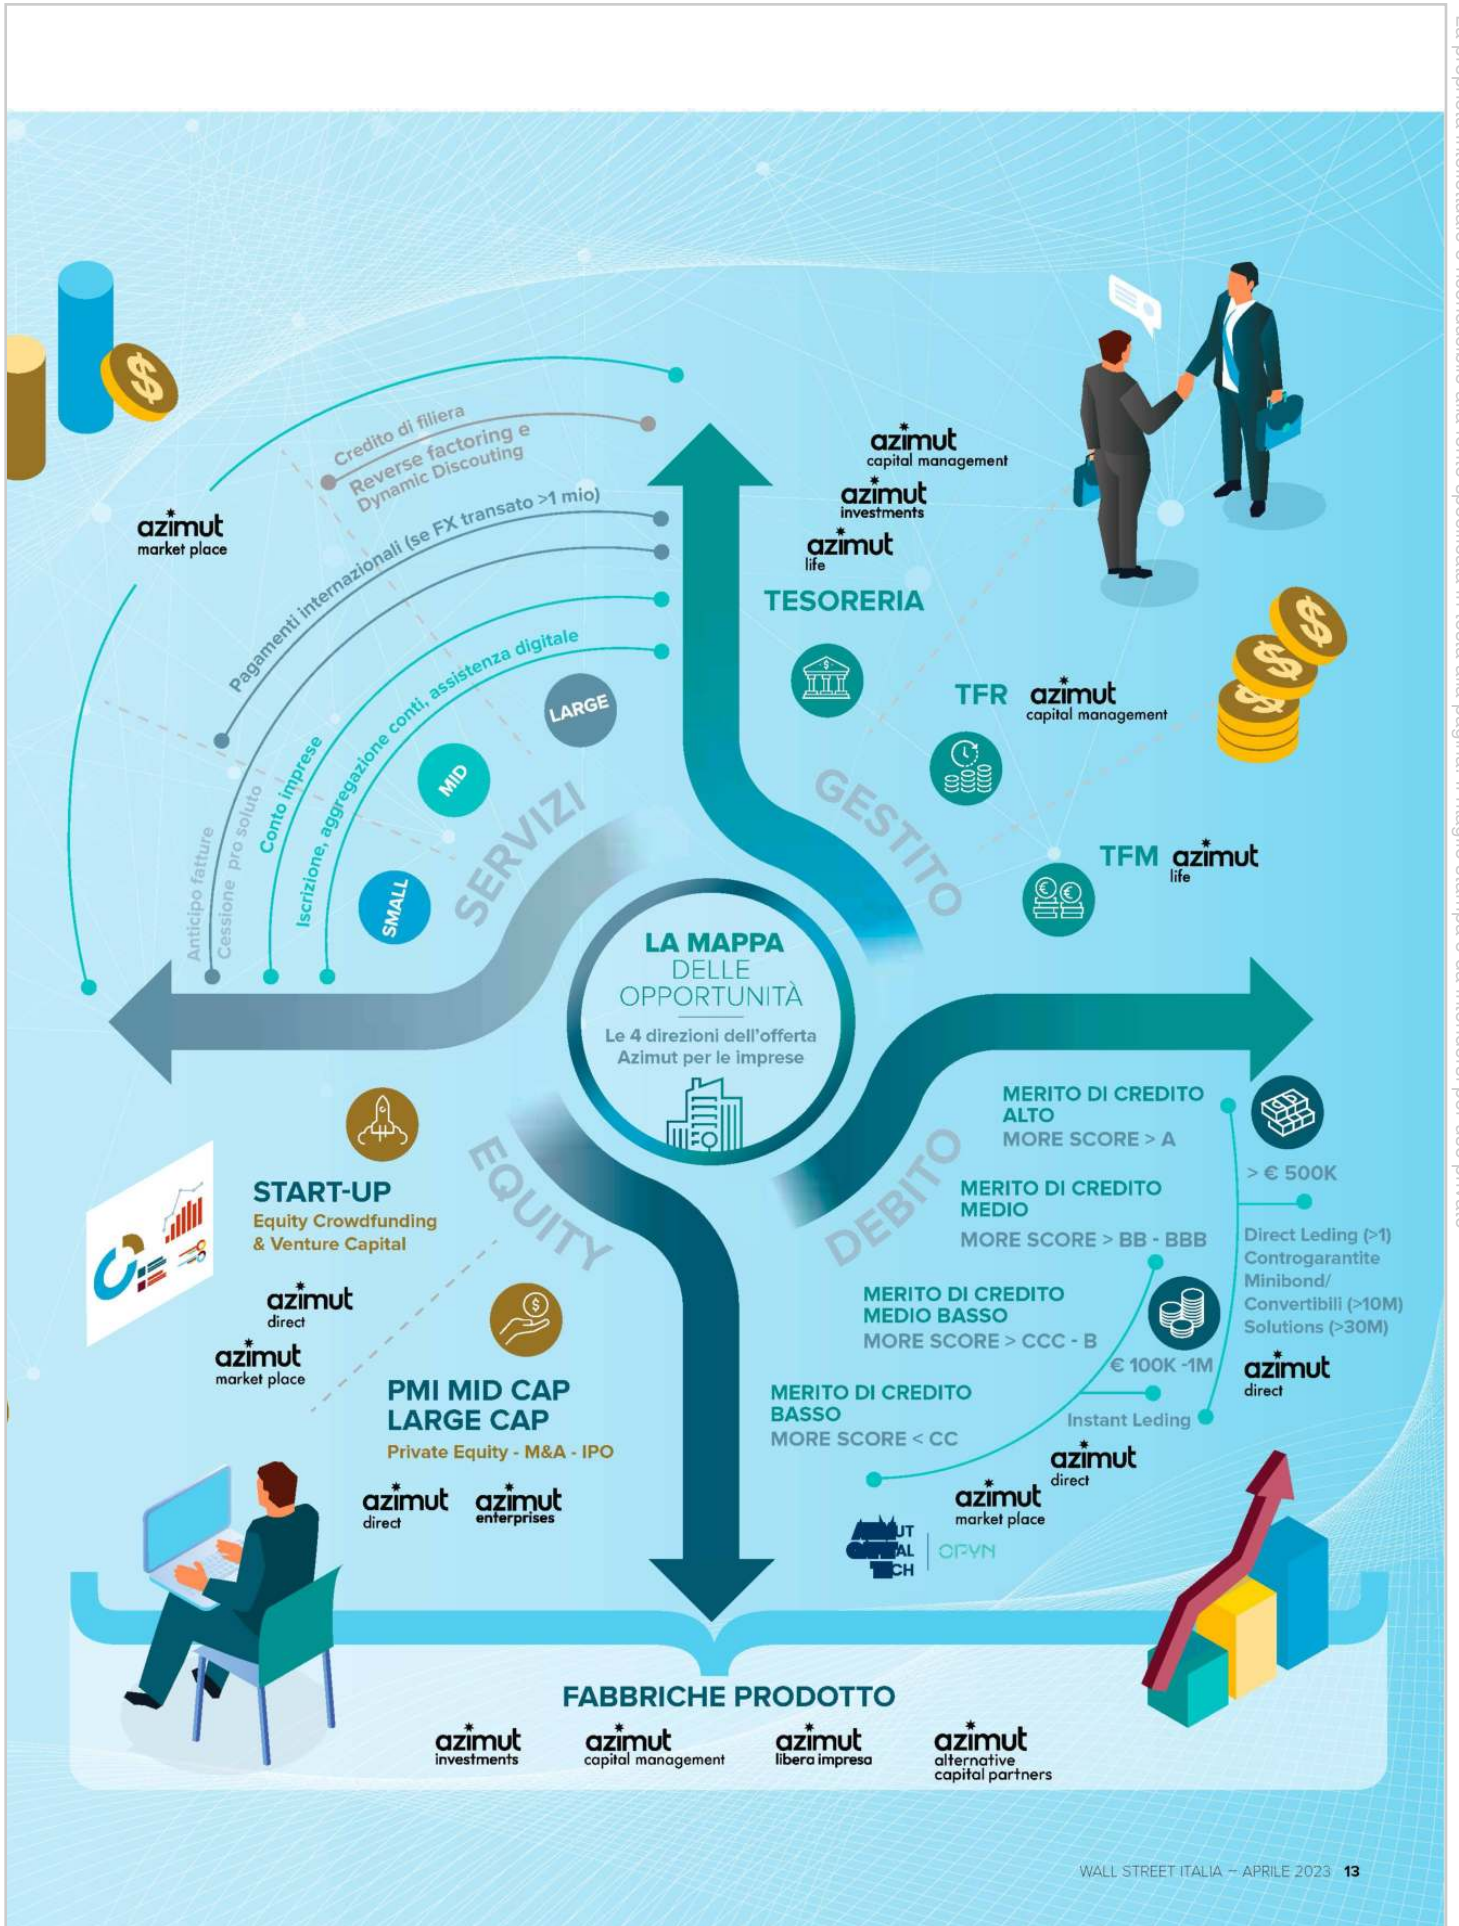 azimut
market place
Credito di filiera
Reverse factoring e
Dynamic Discouting
Pagamenti internazionali (se FX transato >1 mio)
Anticipo fatture
Cessione pro soluto
Conto imprese
Iscrizione, aggregazione conti, assistenza digitale
LARGE
MID
SMALL
SERVIZI
azimut
capital management
azimut
investments
azimut
life
TESORERIA
TFR
azimut
capital management
TFM
azimut
life
GESTITO
LA MAPPA
DELLE
OPPORTUNITÀ
Le 4 direzioni dell'offerta
Azimut per le imprese
EQUITY
START-UP
Equity Crowdfunding
& Venture Capital
azimut
direct
azimut
market place
PMI MID CAP
LARGE CAP
Private Equity - M&A - IPO
azimut
direct
azimut
enterprises
DEBITO
MERITO DI CREDITO
ALTO
MORE SCORE > A
MERITO DI CREDITO
MEDIO
MORE SCORE > BB - BBB
MERITO DI CREDITO
MEDIO BASSO
MORE SCORE > CCC - B
MERITO DI CREDITO
BASSO
MORE SCORE < CC
> € 500K
Direct Leding (>1)
Controgarantite
Minibond/
Convertibili (>10M)
Solutions (>30M)
azimut
direct
€ 100K -1M
Instant Leding
azimut
direct
azimut
market place
OPYN
FABBRICHE PRODOTTO
azimut
investments
azimut
capital management
azimut
libera impresa
azimut
alternative
capital partners
WALL STREET ITALIA – APRILE 2023 13